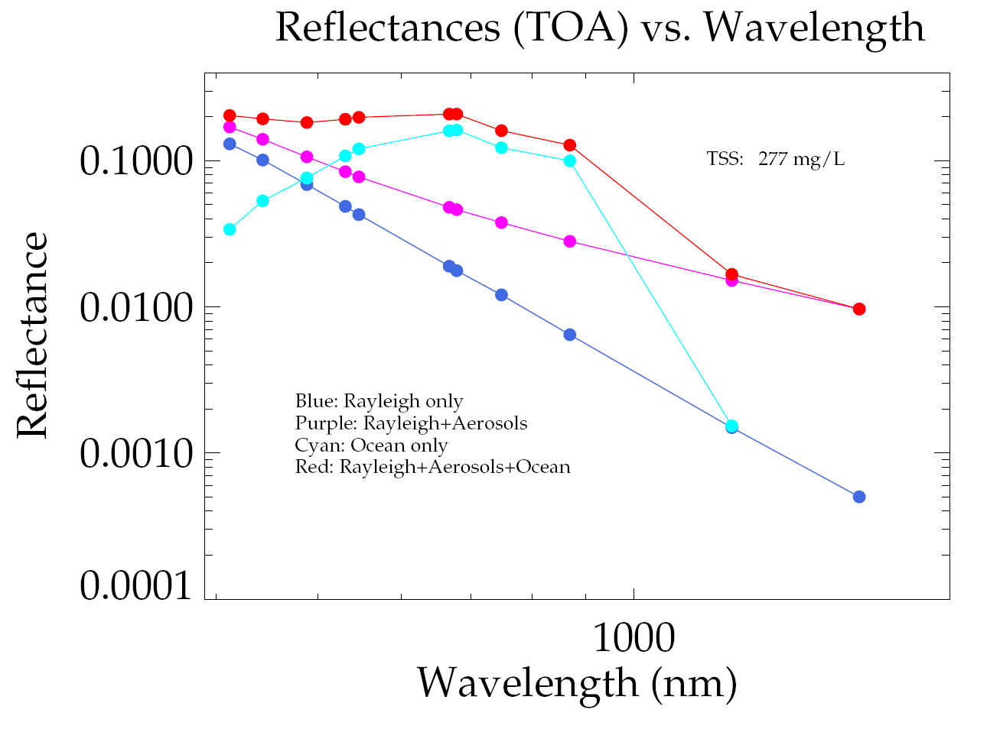 Reflectances (TOA) vs. Wavelength
0.1000
TSS: 277 mg/L
0.0100
Reflectance
Blue: Rayleigh only
Purple: Rayleigh+Aerosols
Cyan: Ocean only
Red: Rayleigh+Aerosols+Ocean
0.0010
0.0001
1000
Wavelength (nm)